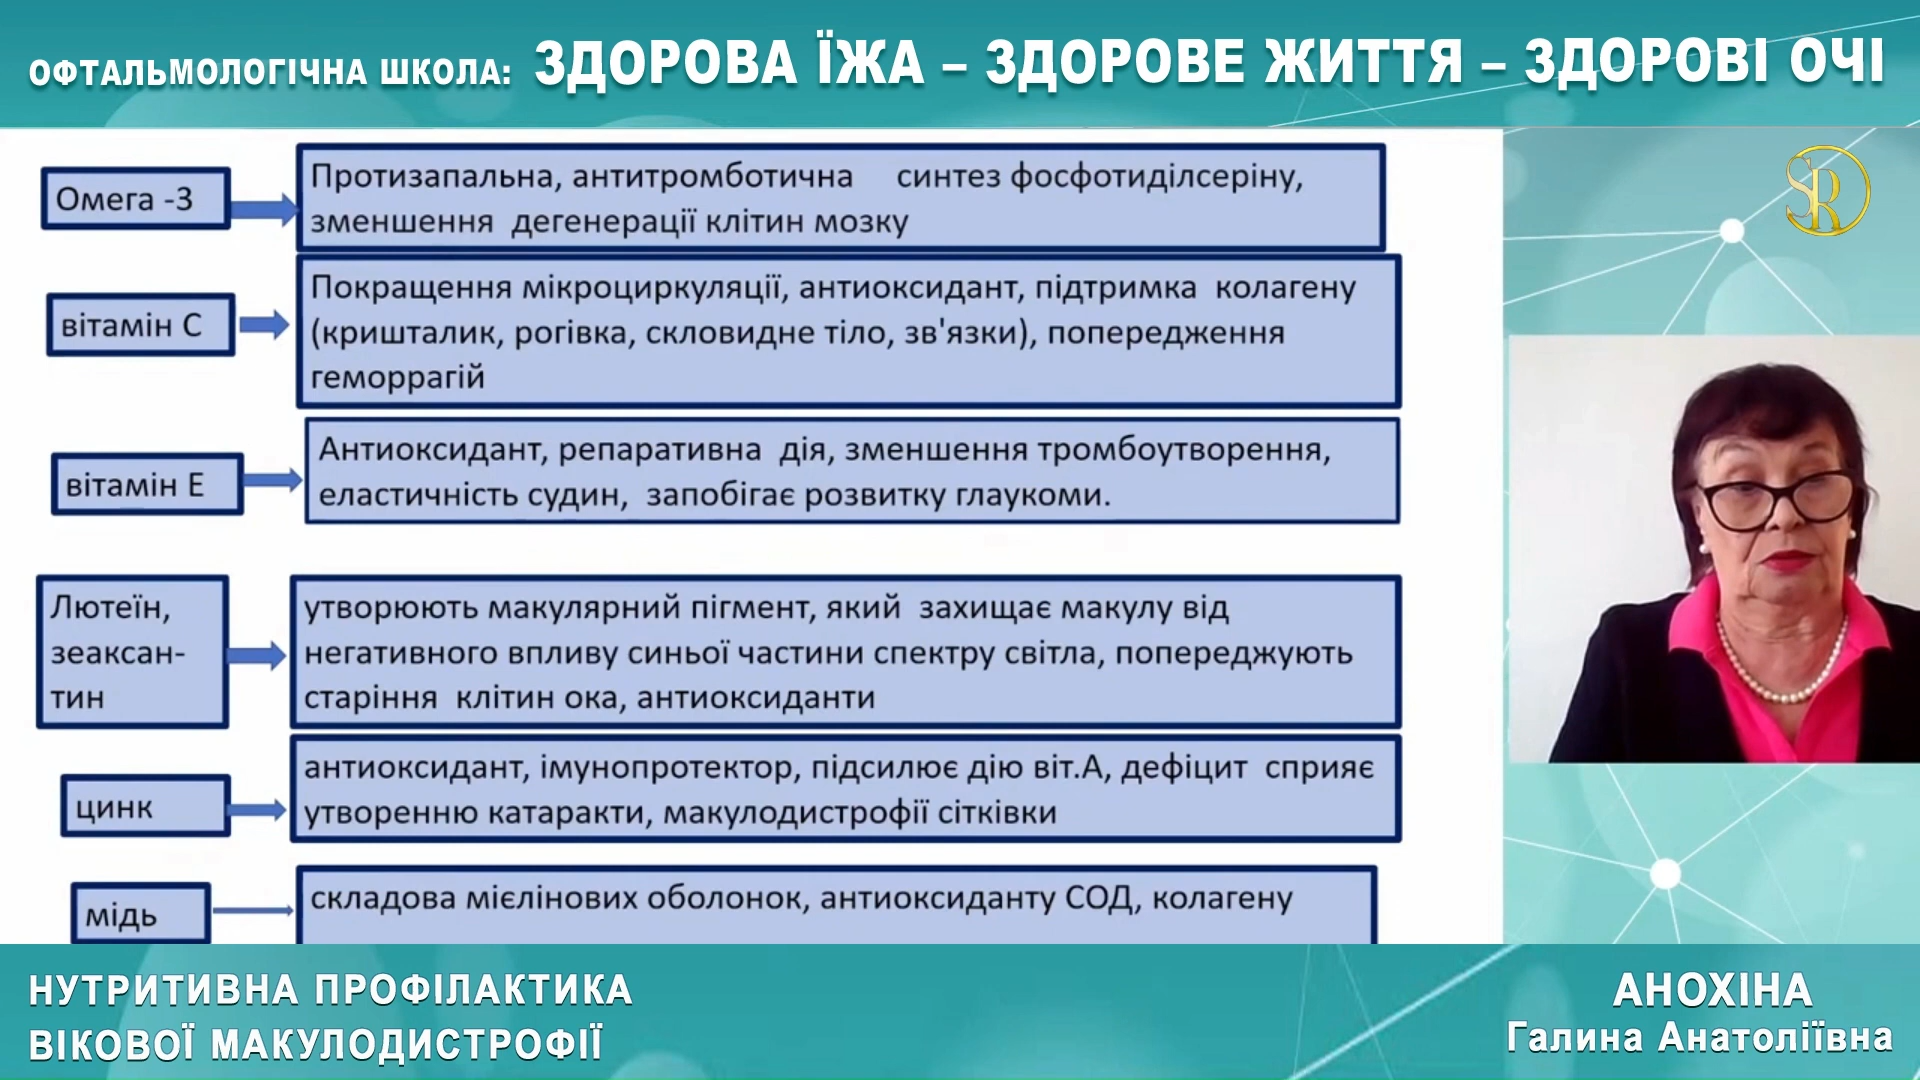 ОФТАЛЬМОЛОГІЧНА ШКОЛА: ЗДОРОВА ЇЖА – ЗДОРОВЕ ЖИТТЯ – ЗДОРОВІ ОЧІ
SR
Омега -3
Протизапальна, антитромботична синтез фосфотиділсеріну,
зменшення дегенерації клітин мозку
вітамін С
Покращення мікроциркуляції, антиоксидант, підтримка колагену
(кришталик, рогівка, скловидне тіло, зв'язки), попередження
геморрагій
вітамін Е
Антиоксидант, репаративна дія, зменшення тромбоутворення,
еластичність судин, запобігає розвитку глаукоми.
Лютеїн,
зеаксан-
тин
утворюють макулярний пігмент, який захищає макулу від
негативного впливу синьої частини спектру світла, попереджують
старіння клітин ока, антиоксиданти
цинк
антиоксидант, імунопротектор, підсилює дію віт.А, дефіцит сприяє
утворенню катаракти, макулодистрофії сітківки
мідь
складова мієлінових оболонок, антиоксиданту СОД, колагену
НУТРИТИВНА ПРОФІЛАКТИКА
ВІКОВОЇ МАКУЛОДИСТРОФІЇ
АНОХІНА
Галина Анатоліївна